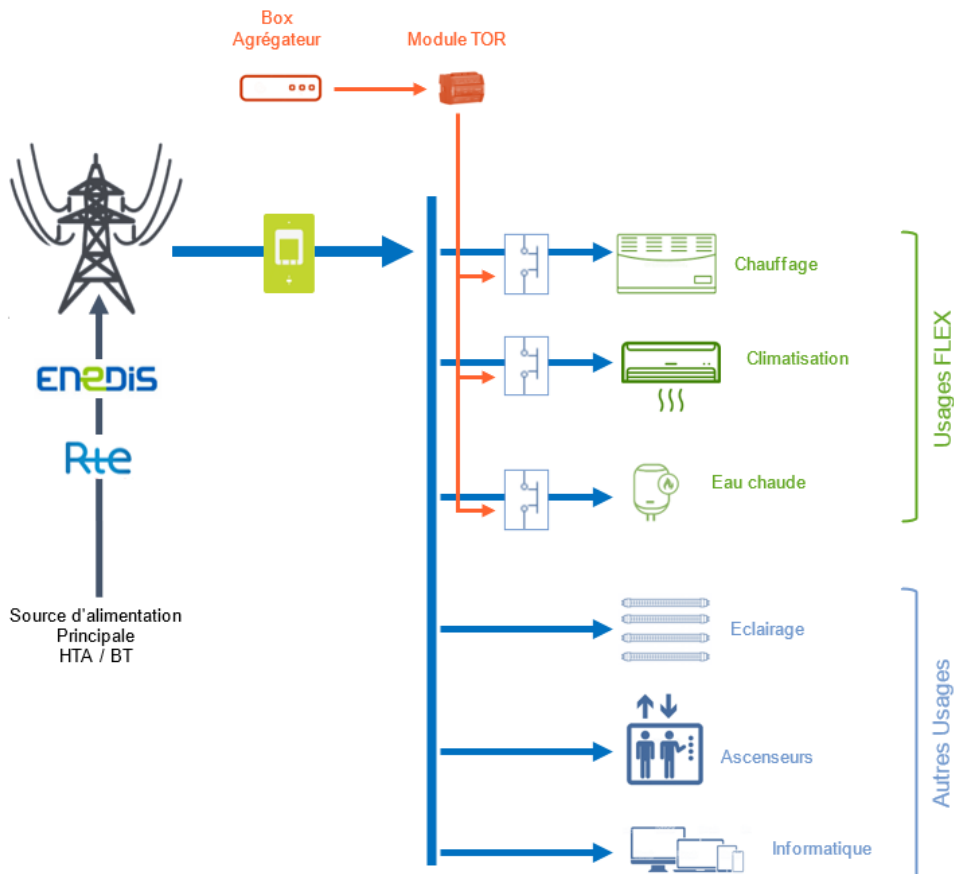 Box
Agrégateur
Module TOR
Chauffage
Climatisation
Eau chaude
Usages FLEX
ENEDIS
Rte
Source d'alimentation
Principale
HTA / BT
Eclairage
Ascenseurs
Informatique
Autres Usages